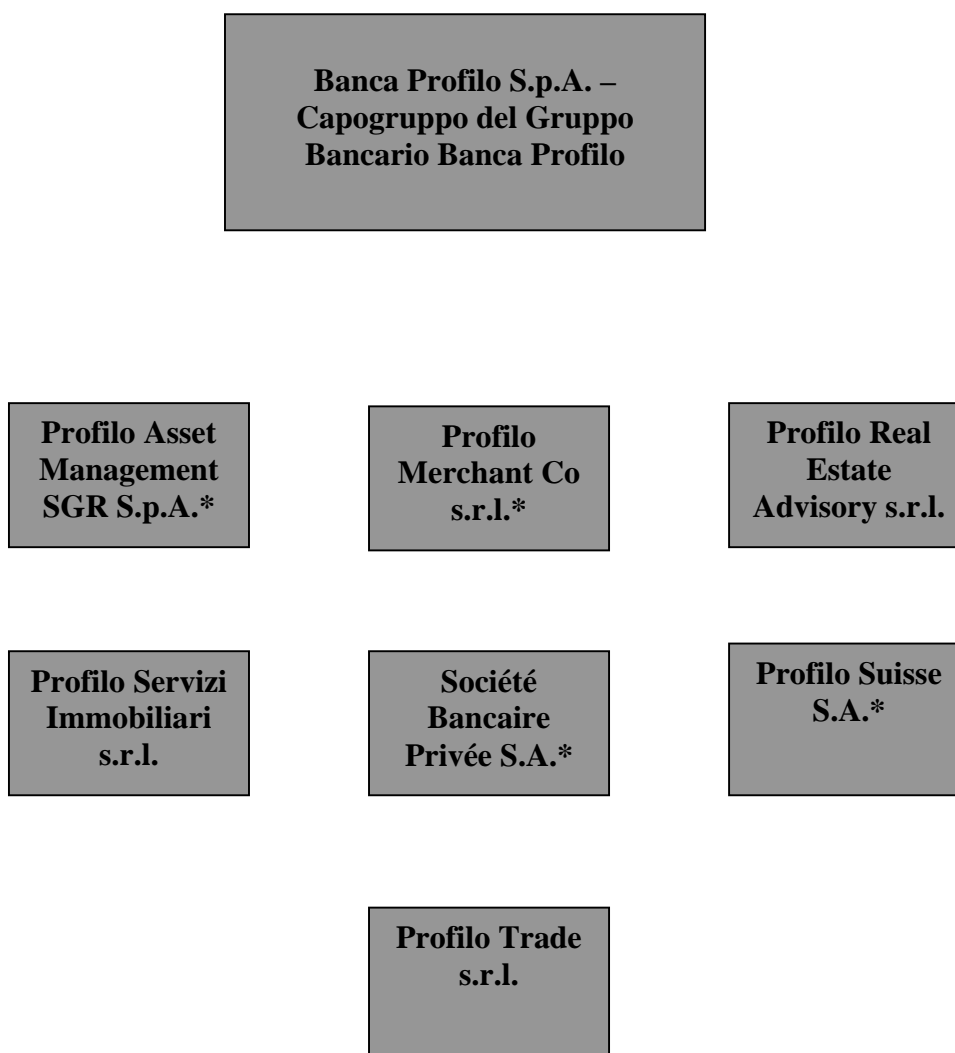 Banca Profilo S.p.A. –
Capogruppo del Gruppo
Bancario Banca Profilo
Profilo Asset
Management
SGR S.p.A.*
Profilo
Merchant Co
s.r.l.*
Profilo Real
Estate
Advisory s.r.l.
Profilo Servizi
Immobiliari
s.r.l.
Société
Bancaire
Privée S.A.*
Profilo Suisse
S.A.*
Profilo Trade
s.r.l.